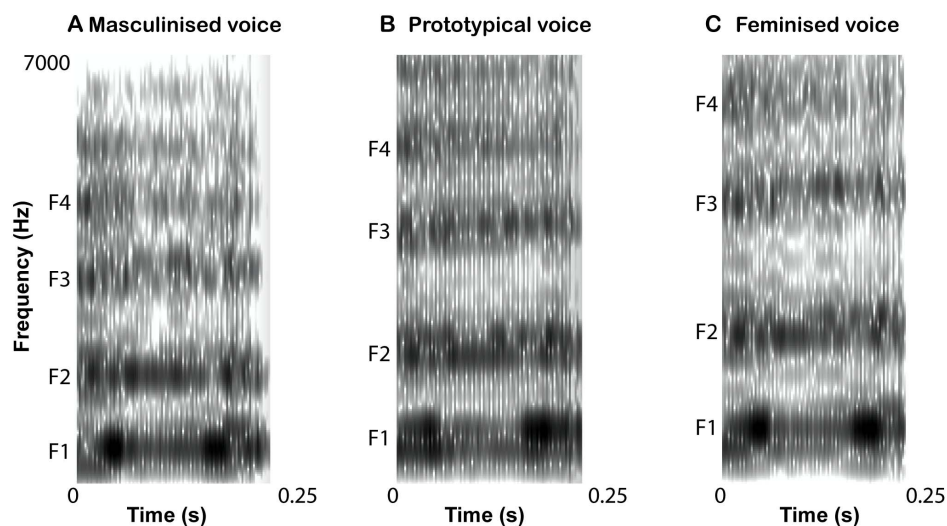 A Masculinised voice
7000
F4
F3
F2
F1
Frequency (Hz)
0
0.25
Time (s)
B Prototypical voice
F4
F3
F2
F1
0
0.25
Time (s)
C Feminised voice
F4
F3
F2
F1
0
0.25
Time (s)